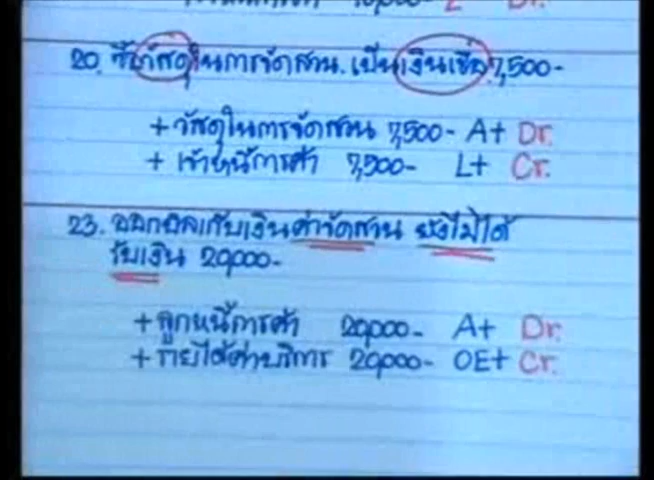 20. ซื้อวัสดุในการจัดสวน เป็นเงินเชื่อ 7,500-
+ วัสดุในการจัดสวน 7,500- A+ Dr.
+ เจ้าหนี้การค้า 7,500- L+ Cr.
23. ออกบิลเก็บเงินค่าจัดสวน ยังไม่ได้
รับเงิน 20,000-
+ ลูกหนี้การค้า 20,000- A+ Dr.
+ รายได้ค่าบริการ 20,000- OE+ Cr.